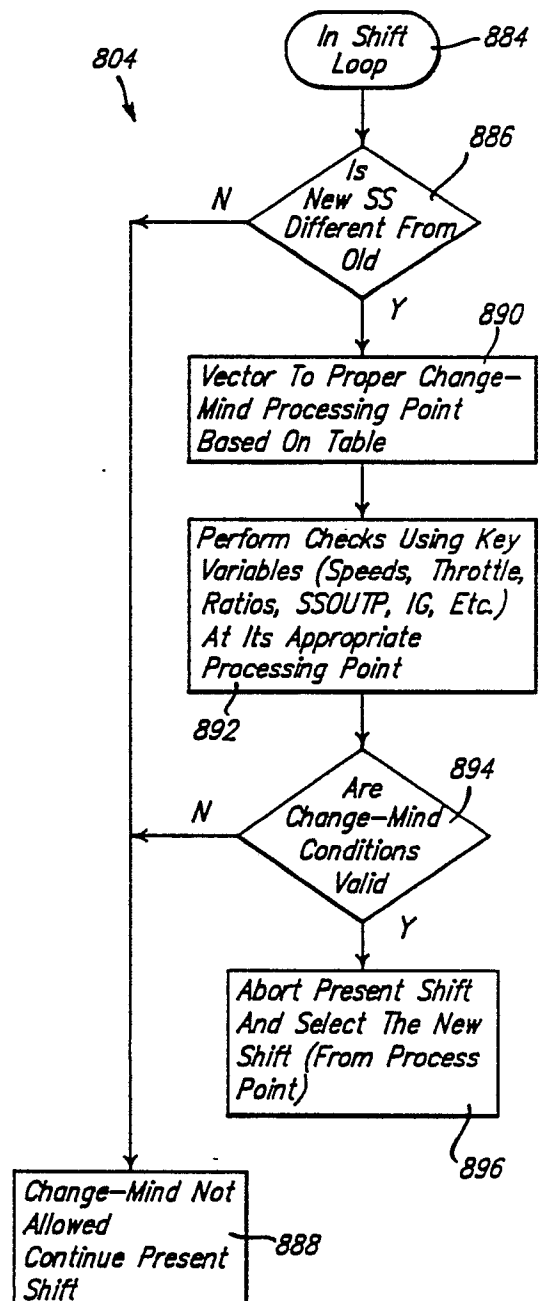 In Shift
Loop
884
804
886
Is
New SS
Different From
Old
N
Y
890
Vector To Proper Change-
Mind Processing Point
Based On Table
Perform Checks Using Key
Variables (Speeds, Throttle,
Ratios, SSOUTP, IG, Etc.)
At Its Appropriate
Processing Point
892
894
Are
Change-Mind
Conditions
Valid
N
Y
Abort Present Shift
And Select The New
Shift (From Process
Point)
896
Change-Mind Not
Allowed
Continue Present
Shift
888